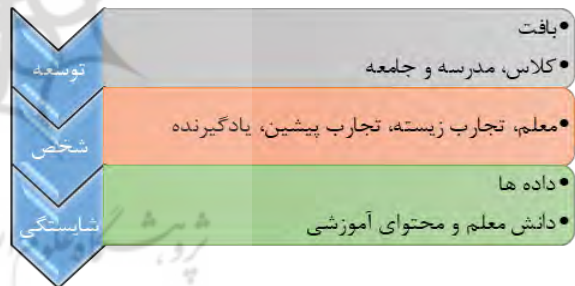 توسعه
•بافت
•کلاس، مدرسه و جامعه
شخص
•معلم، تجارب زیسته، تجارب پیشین، یادگیرنده
شایستگی
•داده ها
•دانش معلم و محتوای آموزشی